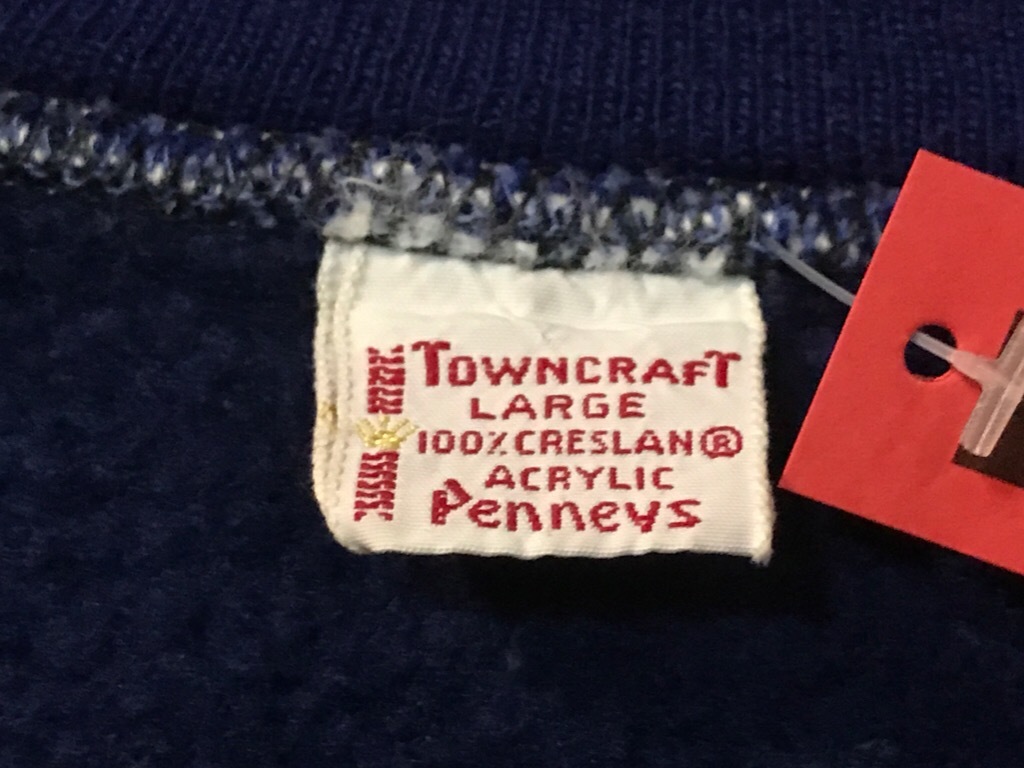 TOWNCRAFT
LARGE
100% CRESLAN®
ACRYLIC
Penneys